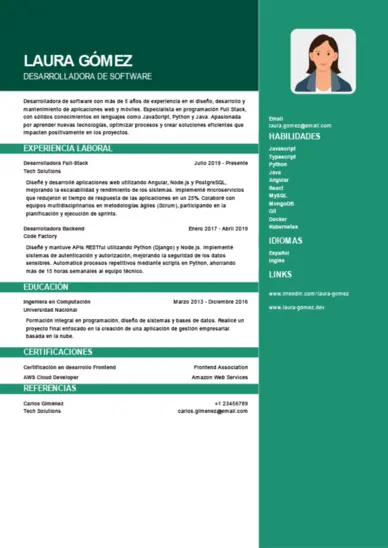 LAURA GÓMEZ
DESARROLLADORA DE SOFTWARE
Desarrolladora de software con más de 5 años de experiencia en el diseño, desarrollo y
mantenimiento de aplicaciones web y móviles. Especialista en programación Full Stack,
con sólidos conocimientos en lenguajes como JavaScript, Python y Java. Apasionada
por aprender nuevas tecnologías, optimizar procesos y crear soluciones eficientes que
impacten positivamente en los proyectos.
EXPERIENCIA LABORAL
Desarrolladora Full-Stack Julio 2019 - Presente
Tech Solutions
Diseñé y desarrollé aplicaciones web utilizando Angular, Node.js y PostgreSQL,
mejorando la escalabilidad y rendimiento de los sistemas. Implementé microservicios
que redujeron el tiempo de respuesta de las aplicaciones en un 25%. Colaboré con
equipos multidisciplinarios en metodologías ágiles (Scrum), participando en la
planificación y ejecución de sprints.
Desarrolladora Backend Enero 2017 - Abril 2019
Code Factory
Diseñé y mantuve APIs RESTful utilizando Python (Django) y Node.js. Implementé
sistemas de autentificación y autorización, mejorando la seguridad de los datos
sensibles. Automaticé procesos repetitivos mediante scripts en Python, ahorrando
más de 15 horas semanales al equipo técnico.
EDUCACIÓN
Ingeniera en Computación Marzo 2013 - Diciembre 2016
Universidad Nacional
Formación integral en programación, diseño de sistemas y bases de datos. Realicé un
proyecto final enfocado en la creación de una aplicación de gestión empresarial
basada en la nube.
CERTIFICACIONES
Certificación en desarrollo Frontend Frontend Association
AWS Cloud Developer Amazon Web Services
REFERENCIAS
Carlos Giménez +1 23456789
Tech Solutions carlos.gimenez@email.com
Email
laura.gomez@email.com
HABILIDADES
Javascript
Typescript
Python
Java
Angular
React
MySQL
MongoDB
Git
Docker
Kubernetes
IDIOMAS
Español
Inglés
LINKS
www.linkedin.com/laura-gomez
www.laura-gomez.dev